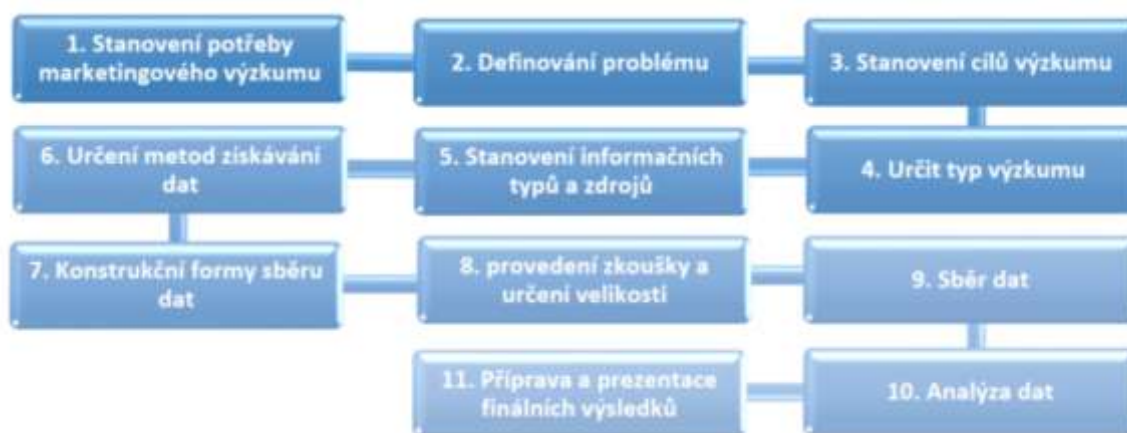 1. Stanovení potřeby
marketingového výzkumu
2. Definování problému
3. Stanovení cílů výzkumu
4. Určit typ výzkumu
5. Stanovení informačních
typů a zdrojů
6. Určení metod získávání
dat
7. Konstrukční formy sběru
dat
8. provedení zkoušky a
určení velikosti
9. Sběr dat
10. Analýza dat
11. Příprava a prezentace
finálních výsledků